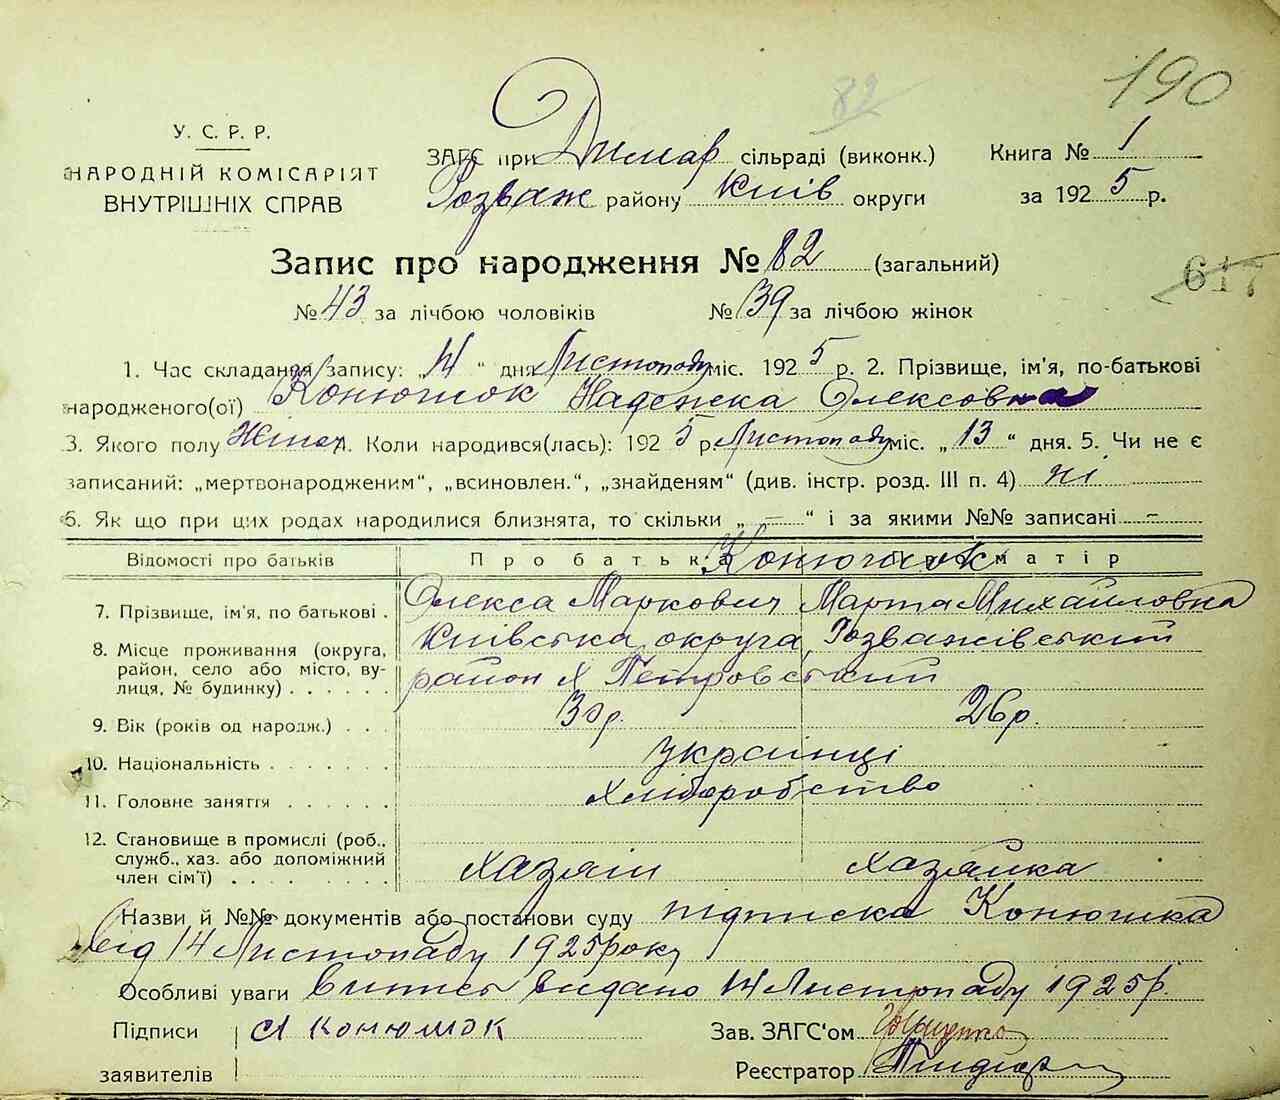 190
82
У. С. Р. Р.
НАРОДНІЙ КОМІСАРІЯТ
ВНУТРІШНІХ СПРАВ
ЗАГС при Димар сільраді (виконк.)
Розваж району Київ округи
Книга № 1
за 1925 р.
Запис про народження № 82 (загальний)
617
№ 43 за лічбою чоловіків № 39 за лічбою жінок
1. Час складання запису: „14“ дня Листопаду міс. 1925 р. 2. Прізвище, ім'я, по-батькові
народженого(ої) Конюшок Надежка Олексовна
3. Якого полу Жіноч 4. Коли народився(лась): 1925 р. Листопаду міс. „13“ дня. 5. Чи не є
записаний: „мертвонародженим“, „всиновлен.“, „знайденям“ (див. інстр. розд. III п. 4) ні
6. Як що при цих родах народилися близнята, то скільки „ – “ і за якими №№ записані –
Відомості про батьків Про батька Конюшок матір
7. Прізвище, ім'я, по батькові . Олекса Маркович Марта Михайловна
8. Місце проживання (округа, район, село або місто, вулиця, № будинку) . . . . . . Київська округа, Розважівський
район х Петровський
9. Вік (років од народж.) . . . 30 р. 26 р.
10. Національність . . . . . . . українці
11. Головне заняття . . . . . . хліборобство
12. Становище в промислі (роб., служб., хаз. або допоміжний член сім'ї) . . . . . . . . . хазяїн хазяйка
Назви й №№ документів або постанови суду підписка Конюшка
від 14 Листопаду 1925 року
Особливі уваги Витяг видано 14 Листопаду 1925 р.
Підписи заявителів А Конюшок
Зав. ЗАГС'ом
Реєстратор